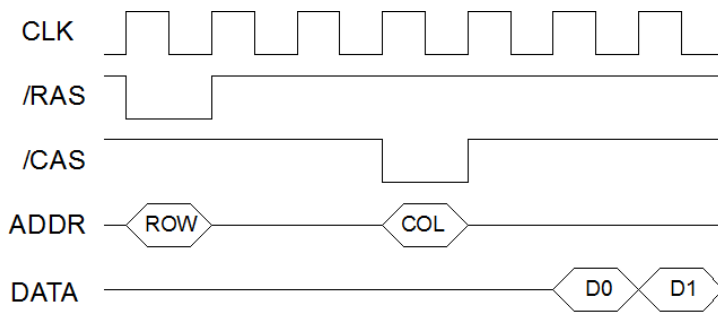 CLK
/RAS
/CAS
ADDR ROW COL
DATA D0 D1